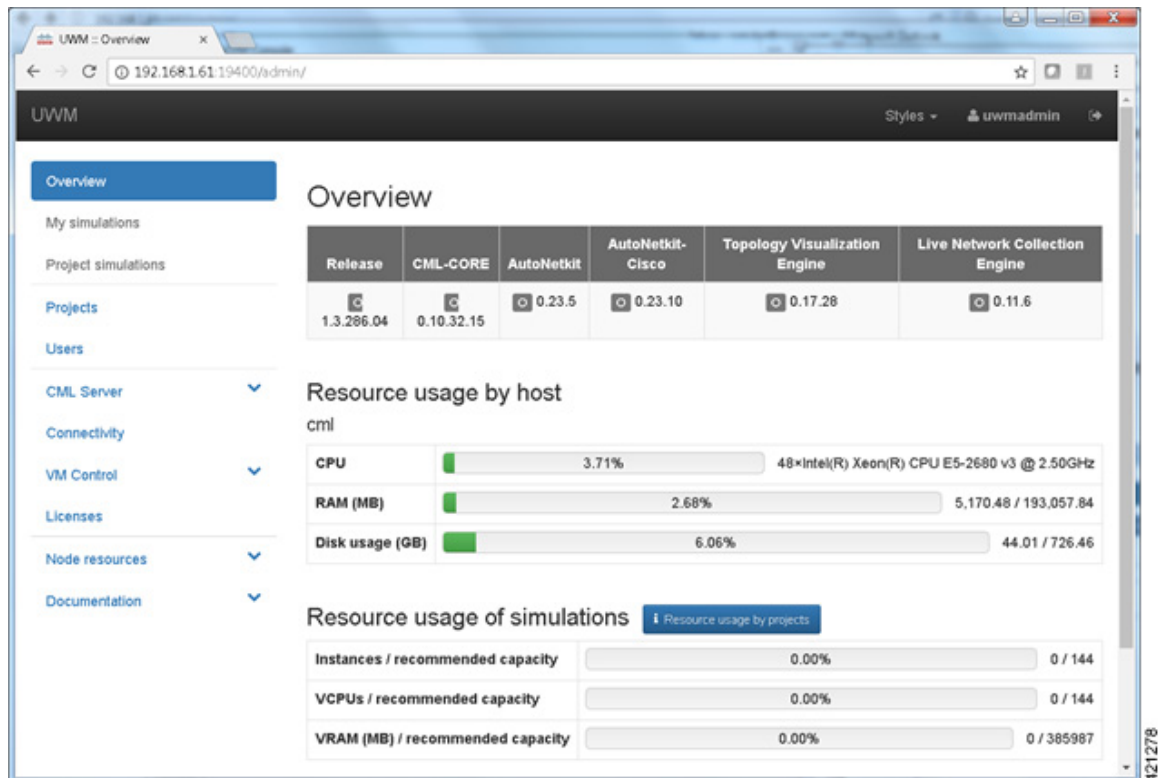 UWM :: Overview
192.168.1.61:19400/admin/
UWM
Styles
uwmadmin
Overview
My simulations
Project simulations
Projects
Users
CML Server
Connectivity
VM Control
Licenses
Node resources
Documentation
Overview
Release CML-CORE AutoNetkit AutoNetkit-Cisco Topology Visualization Engine Live Network Collection Engine
1.3.286.04 0.10.32.15 0.23.5 0.23.10 0.17.28 0.11.6
Resource usage by host
cml
CPU 3.71% 48×Intel(R) Xeon(R) CPU E5-2680 v3 @ 2.50GHz
RAM (MB) 2.68% 5,170.48 / 193,057.84
Disk usage (GB) 6.06% 44.01 / 726.46
Resource usage of simulations
Resource usage by projects
Instances / recommended capacity 0.00% 0 / 144
VCPUs / recommended capacity 0.00% 0 / 144
VRAM (MB) / recommended capacity 0.00% 0 / 385987